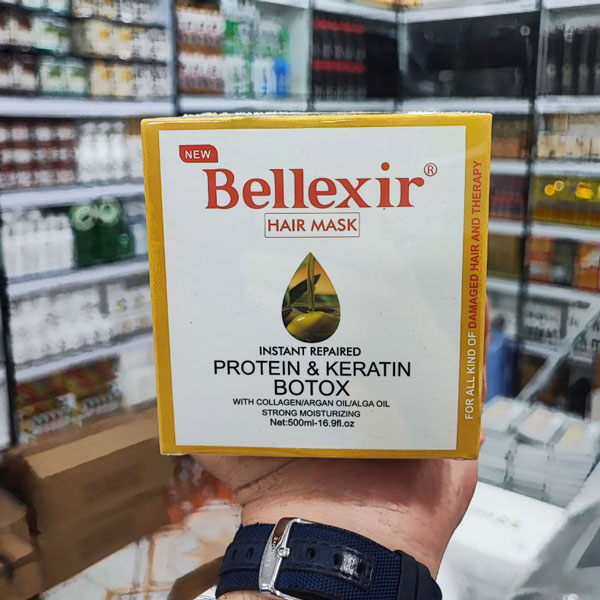 NEW
Bellexir®
HAIR MASK
INSTANT REPAIRED
PROTEIN & KERATIN
BOTOX
WITH COLLAGEN/ARGAN OIL/ALGA OIL
STRONG MOISTURIZING
Net:500ml-16.9fl.oz
FOR ALL KIND OF DAMAGED HAIR AND THERAPY